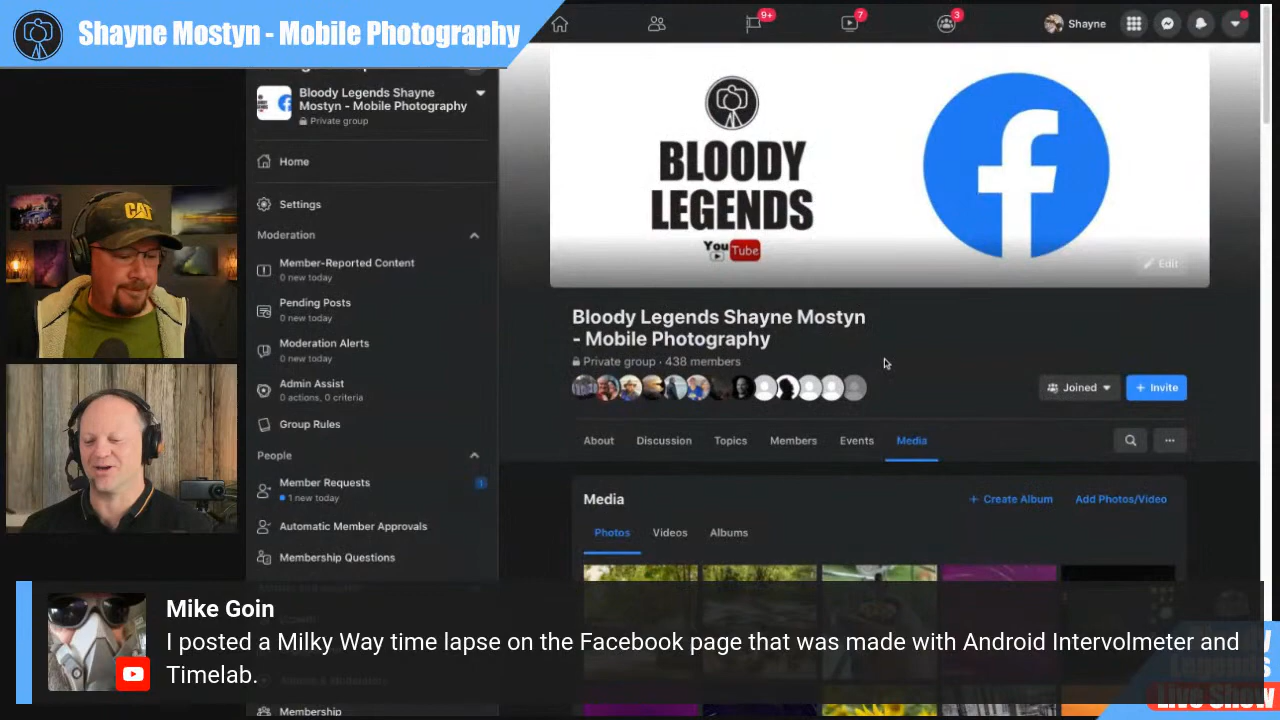 Shayne Mostyn - Mobile Photography
9+
7
3
Shayne
Bloody Legends Shayne
Mostyn - Mobile Photography
Private group
Home
Settings
Moderation
Member-Reported Content
0 new today
Pending Posts
0 new today
Moderation Alerts
0 new today
Admin Assist
0 actions, 0 criteria
Group Rules
People
Member Requests
1
1 new today
Automatic Member Approvals
Membership Questions
Membership
CAT
BLOODY
LEGENDS
YouTube
f
Edit
Bloody Legends Shayne Mostyn
- Mobile Photography
Private group · 438 members
Joined
+ Invite
About
Discussion
Topics
Members
Events
Media
Media
+ Create Album
Add Photos/Video
Photos
Videos
Albums
Mike Goin
I posted a Milky Way time lapse on the Facebook page that was made with Android Intervolmeter and
Timelab.
Live Show